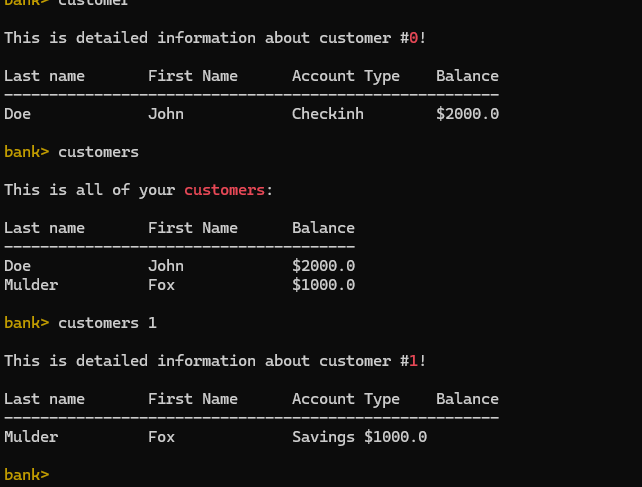 bank> customer
This is detailed information about customer #0!
Last name First Name Account Type Balance
-------------------------------------------------------
Doe John Checkinh $2000.0
bank> customers
This is all of your customers:
Last name First Name Balance
---------------------------------------
Doe John $2000.0
Mulder Fox $1000.0
bank> customers 1
This is detailed information about customer #1!
Last name First Name Account Type Balance
-------------------------------------------------------
Mulder Fox Savings $1000.0
bank>